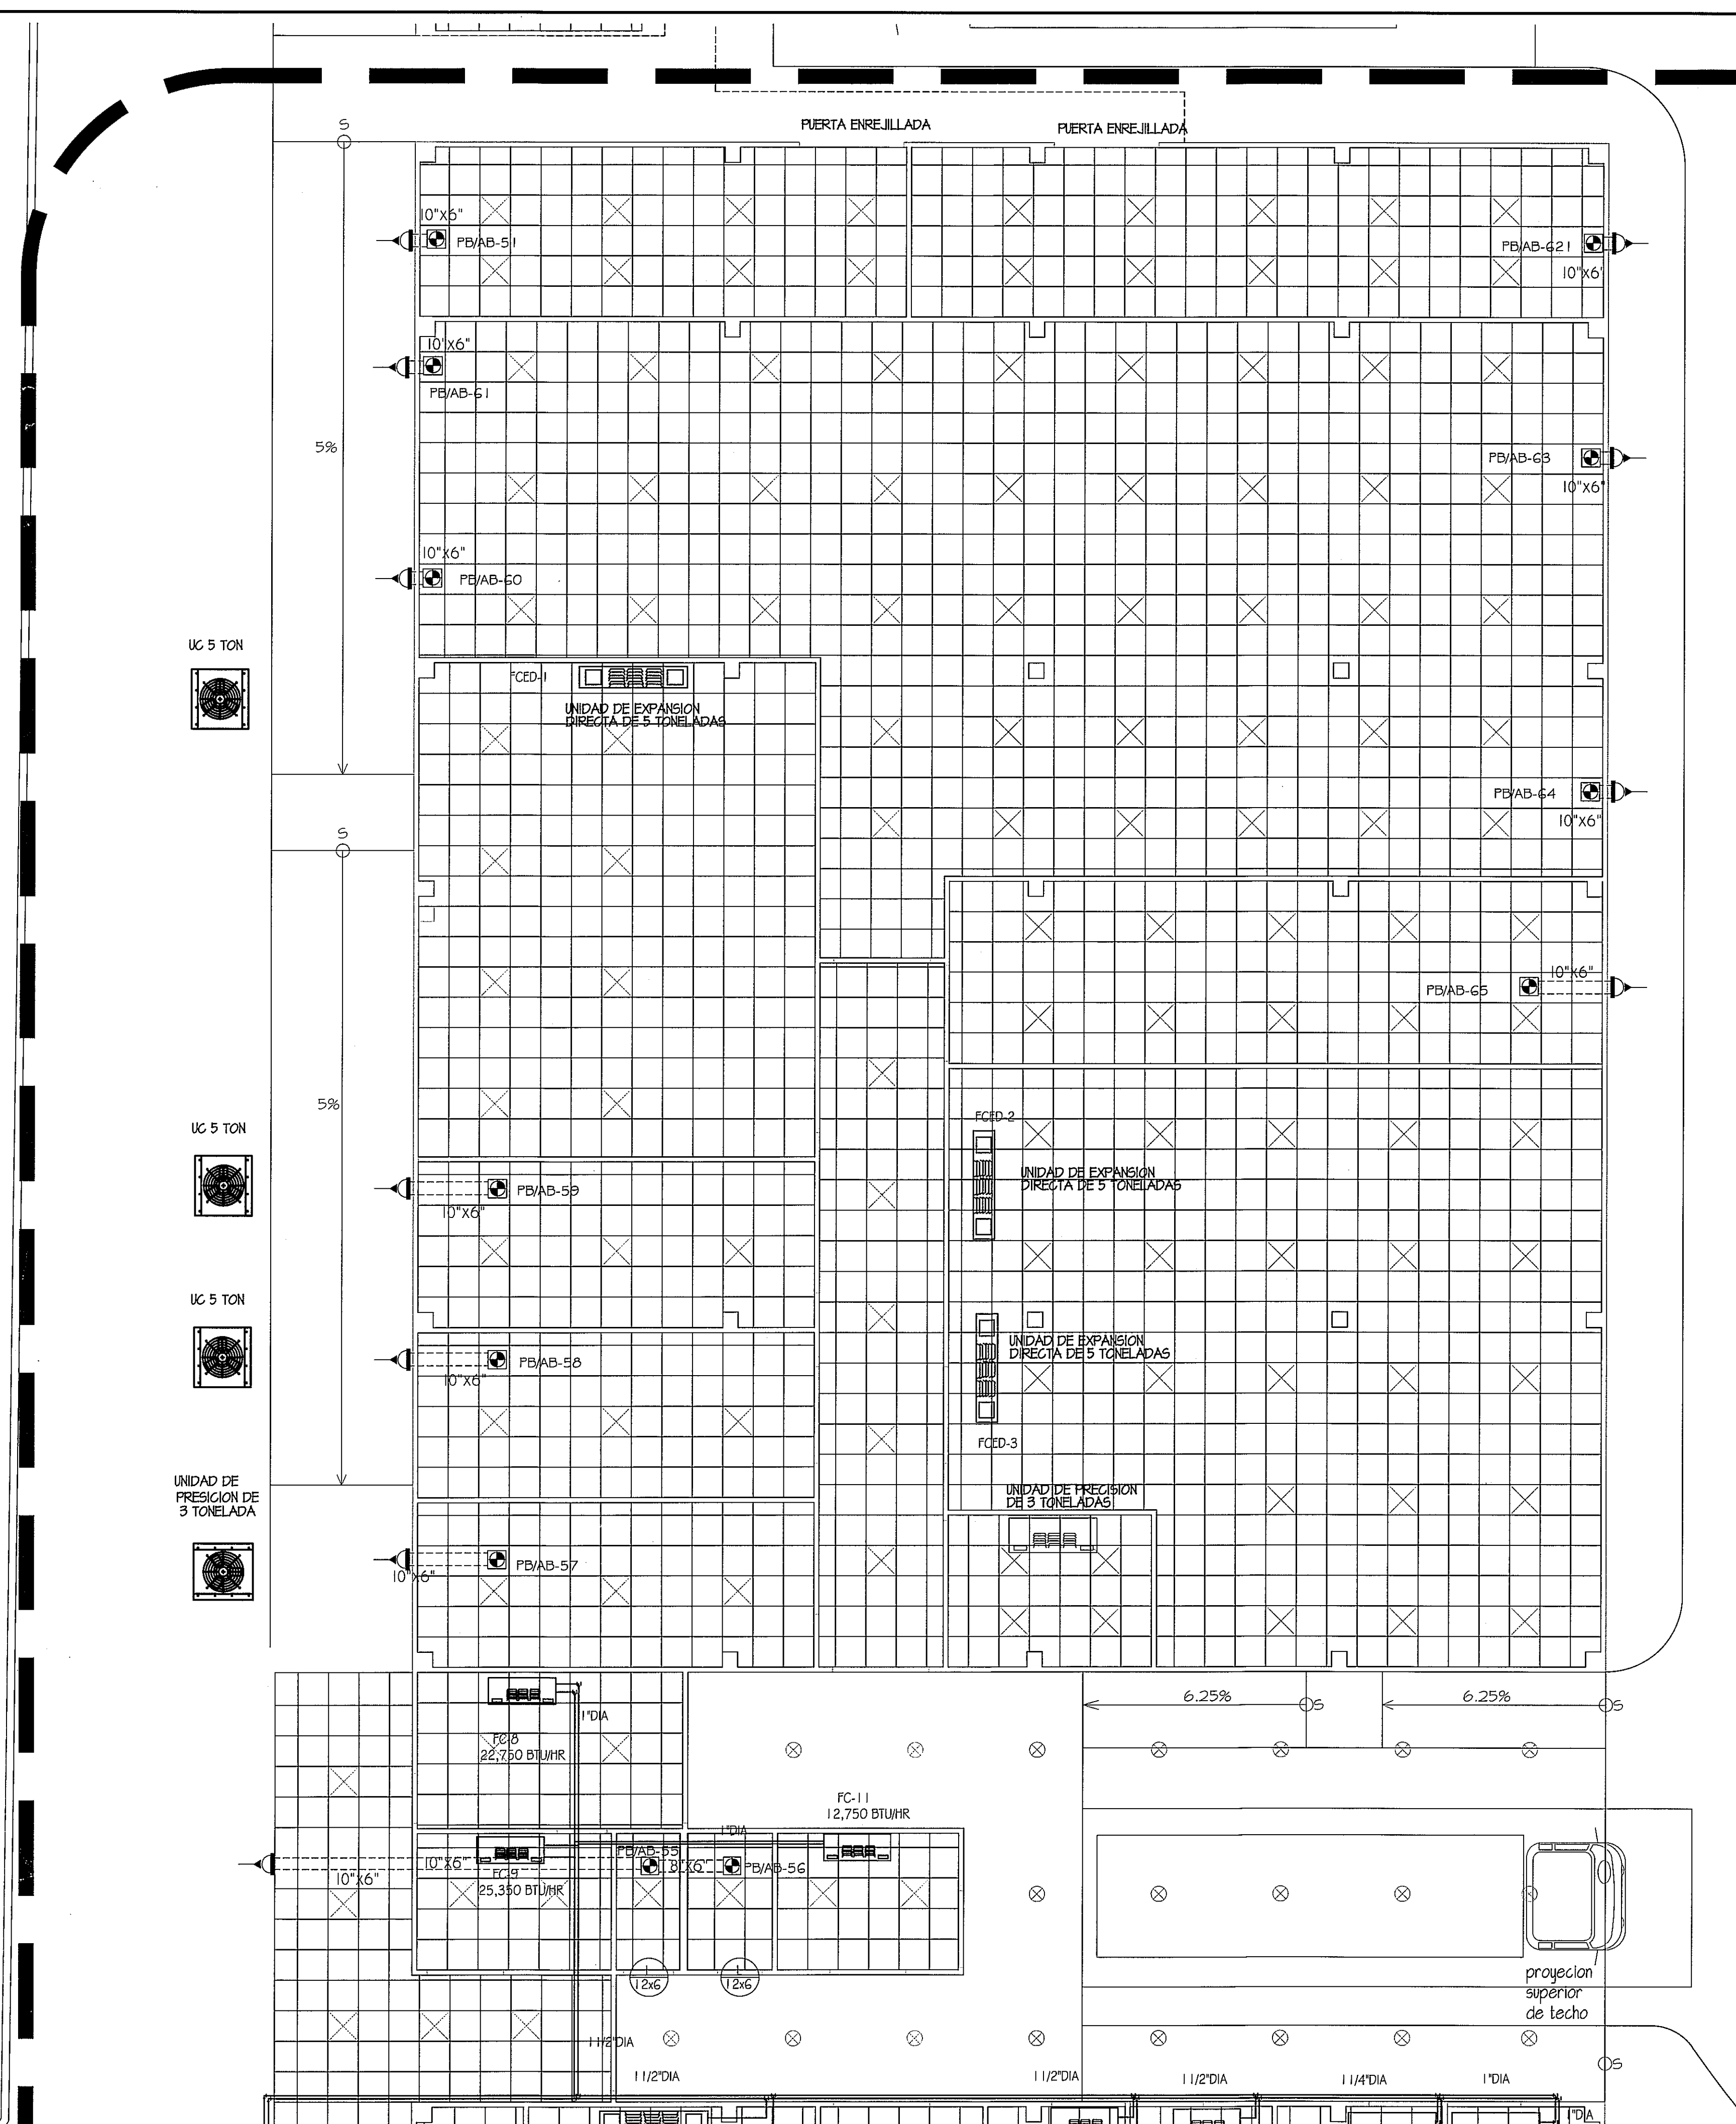 PUERTA ENREJILLADA
PUERTA ENREJILLADA
S
10"x6"
PB/AB-51
PB/AB-621
10"x6'
10'x6"
PB/AB-61
5%
PB/AB-63
10"x6"
10"x6"
PB/AB-60
UC 5 TON
FCED-1
UNIDAD DE EXPANSION
DIRECTA DE 5 TONELADAS
PB/AB-64
10"x6"
S
10"x6"
PB/AB-65
5%
UC 5 TON
FCED-2
UNIDAD DE EXPANSION
DIRECTA DE 5 TONELADAS
PB/AB-59
10"x6"
UC 5 TON
UNIDAD DE EXPANSION
DIRECTA DE 5 TONELADAS
PB/AB-58
10"x6"
FCED-3
UNIDAD DE
PRESICION DE
3 TONELADA
UNIDAD DE PRECISION
DE 3 TONELADAS
PB/AB-57
10"x6"
6.25%
S
6.25%
S
1"DIA
FC-8
22,750 BTU/HR
FC-11
12,750 BTU/HR
1"DIA
PB/AB-55
10"x6"
8"x6"
PB/AB-56
10"x6"
FC-9
25,350 BTU/HR
L
12x6
L
12x6
proyecion
superior
de techo
1 1/2"DIA
S
1 1/2"DIA
1 1/2"DIA
1 1/2"DIA
1 1/4"DIA
1"DIA
1"DIA